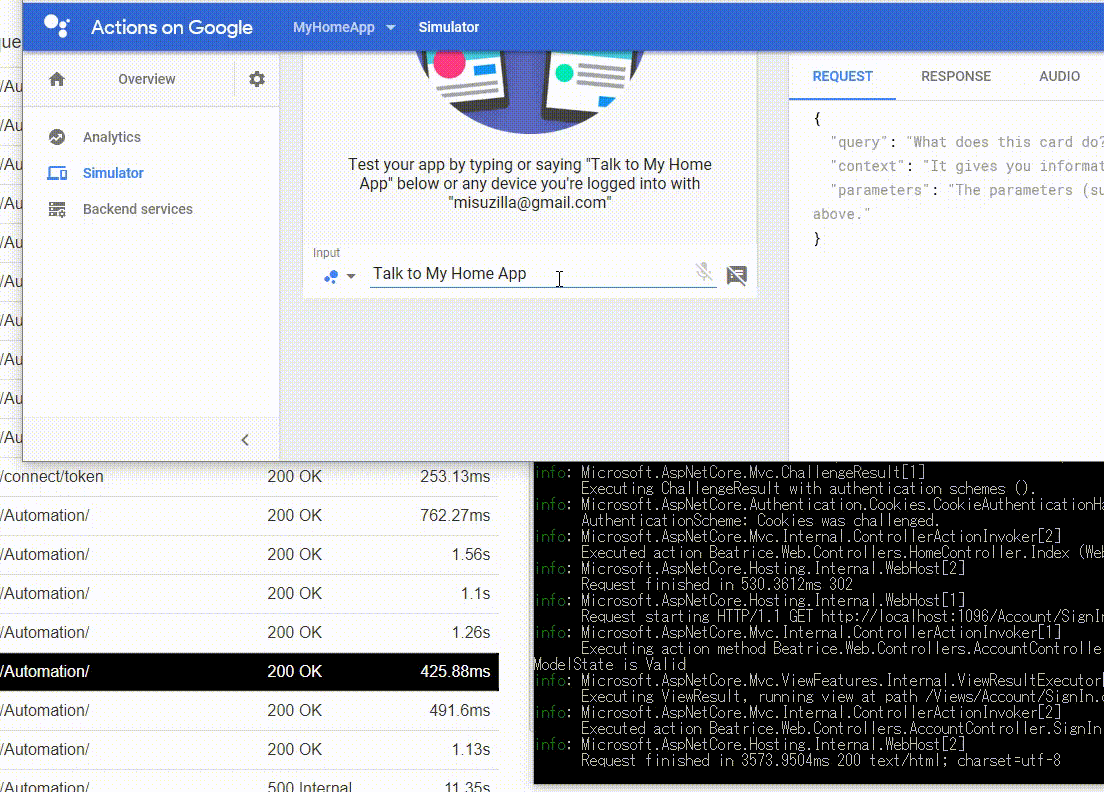 Actions on Google
MyHomeApp
Simulator
Overview
Analytics
Simulator
Backend services
Test your app by typing or saying "Talk to My Home
App" below or any device you're logged into with
"misuzilla@gmail.com"
Input
Talk to My Home App
REQUEST RESPONSE AUDIO
{
"query": "What does this card do?
"context": "It gives you informat
"parameters": "The parameters (su
above."
}
/Au
/Au
/Au
/Au
/Au
/Au
/Au
/Au
/Au
/Au
/connect/token 200 OK 253.13ms
/Automation/ 200 OK 762.27ms
/Automation/ 200 OK 1.56s
/Automation/ 200 OK 1.1s
/Automation/ 200 OK 1.26s
/Automation/ 200 OK 425.88ms
/Automation/ 200 OK 491.6ms
/Automation/ 200 OK 1.13s
/Automation/ 500 Internal 11.35s
info: Microsoft.AspNetCore.Mvc.ChallengeResult[1]
Executing ChallengeResult with authentication schemes ().
info: Microsoft.AspNetCore.Authentication.Cookies.CookieAuthenticationHa
AuthenticationScheme: Cookies was challenged.
info: Microsoft.AspNetCore.Mvc.Internal.ControllerActionInvoker[2]
Executed action Beatrice.Web.Controllers.HomeController.Index (Web
info: Microsoft.AspNetCore.Hosting.Internal.WebHost[2]
Request finished in 530.3612ms 302
info: Microsoft.AspNetCore.Hosting.Internal.WebHost[1]
Request starting HTTP/1.1 GET http://localhost:1096/Account/SignIn
info: Microsoft.AspNetCore.Mvc.Internal.ControllerActionInvoker[1]
Executing action method Beatrice.Web.Controllers.AccountControlle
ModelState is Valid
info: Microsoft.AspNetCore.Mvc.ViewFeatures.Internal.ViewResultExecutor[
Executing ViewResult, running view at path /Views/Account/SignIn.c
info: Microsoft.AspNetCore.Mvc.Internal.ControllerActionInvoker[2]
Executed action Beatrice.Web.Controllers.AccountController.SignIn
info: Microsoft.AspNetCore.Hosting.Internal.WebHost[2]
Request finished in 3573.9504ms 200 text/html; charset=utf-8